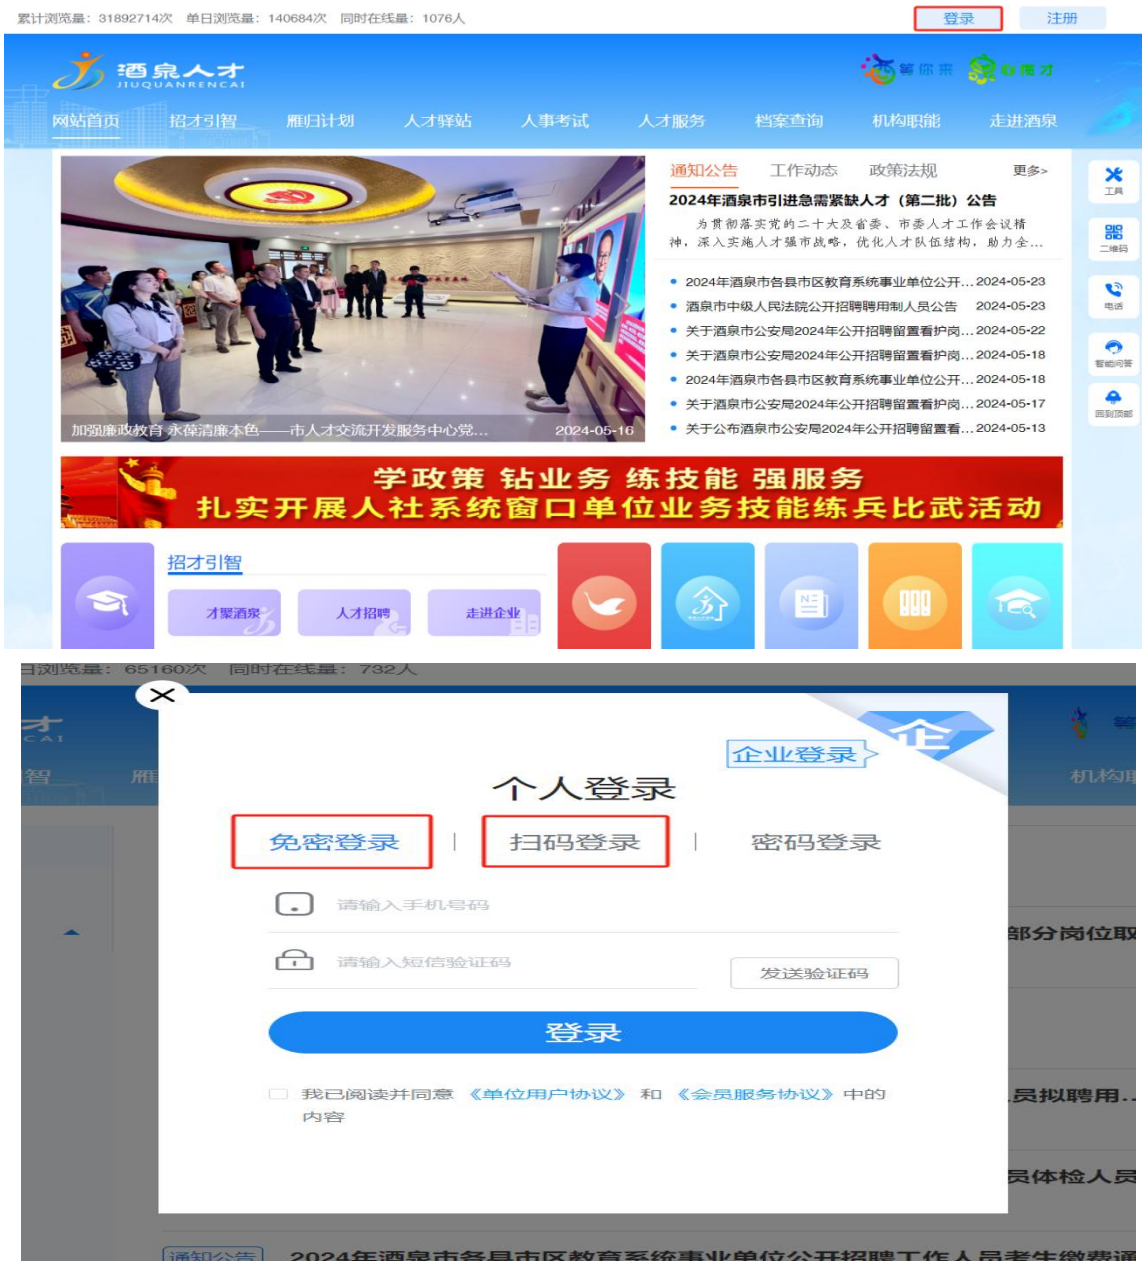 累计浏览量：31892714次 单日浏览量：140684次 同时在线量：1076人
登录 注册
酒泉人才
JIUQUANRENCAI
等你来
网站首页 招才引智 雁归计划 人才驿站 人事考试 人才服务 档案查询 机构职能 走进酒泉
通知公告 工作动态 政策法规 更多>
2024年酒泉市引进急需紧缺人才（第二批）公告
为贯彻落实党的二十大及省委、市委人才工作会议精
神，深入实施人才强市战略，优化人才队伍结构，助力全...
2024年酒泉市各县市区教育系统事业单位公开... 2024-05-23
酒泉市中级人民法院公开招聘聘用制人员公告 2024-05-23
关于酒泉市公安局2024年公开招聘留置看护岗... 2024-05-22
关于酒泉市公安局2024年公开招聘留置看护岗... 2024-05-18
2024年酒泉市各县市区教育系统事业单位公开... 2024-05-18
关于酒泉市公安局2024年公开招聘留置看护岗... 2024-05-17
关于公布酒泉市公安局2024年公开招聘留置看... 2024-05-13
加强廉政教育 永葆清廉本色——市人才交流开发服务中心党... 2024-05-16
工具
二维码
电话
智能问答
回到顶部
学政策 钻业务 练技能 强服务
扎实开展人社系统窗口单位业务技能练兵比武活动
招才引智
才聚酒泉 人才招聘 走进企业
日浏览量：65160次 同时在线量：732人
才
CAI
智 雁
机构职
企
企业登录
个人登录
免密登录 | 扫码登录 | 密码登录
请输入手机号码
请输入短信验证码 发送验证码
登录
我已阅读并同意《单位用户协议》和《会员服务协议》中的
内容
部分岗位取
员拟聘用...
员体检人员
通知公告 2024年酒泉市各县市区教育系统事业单位公开招聘工作人员考生缴费通